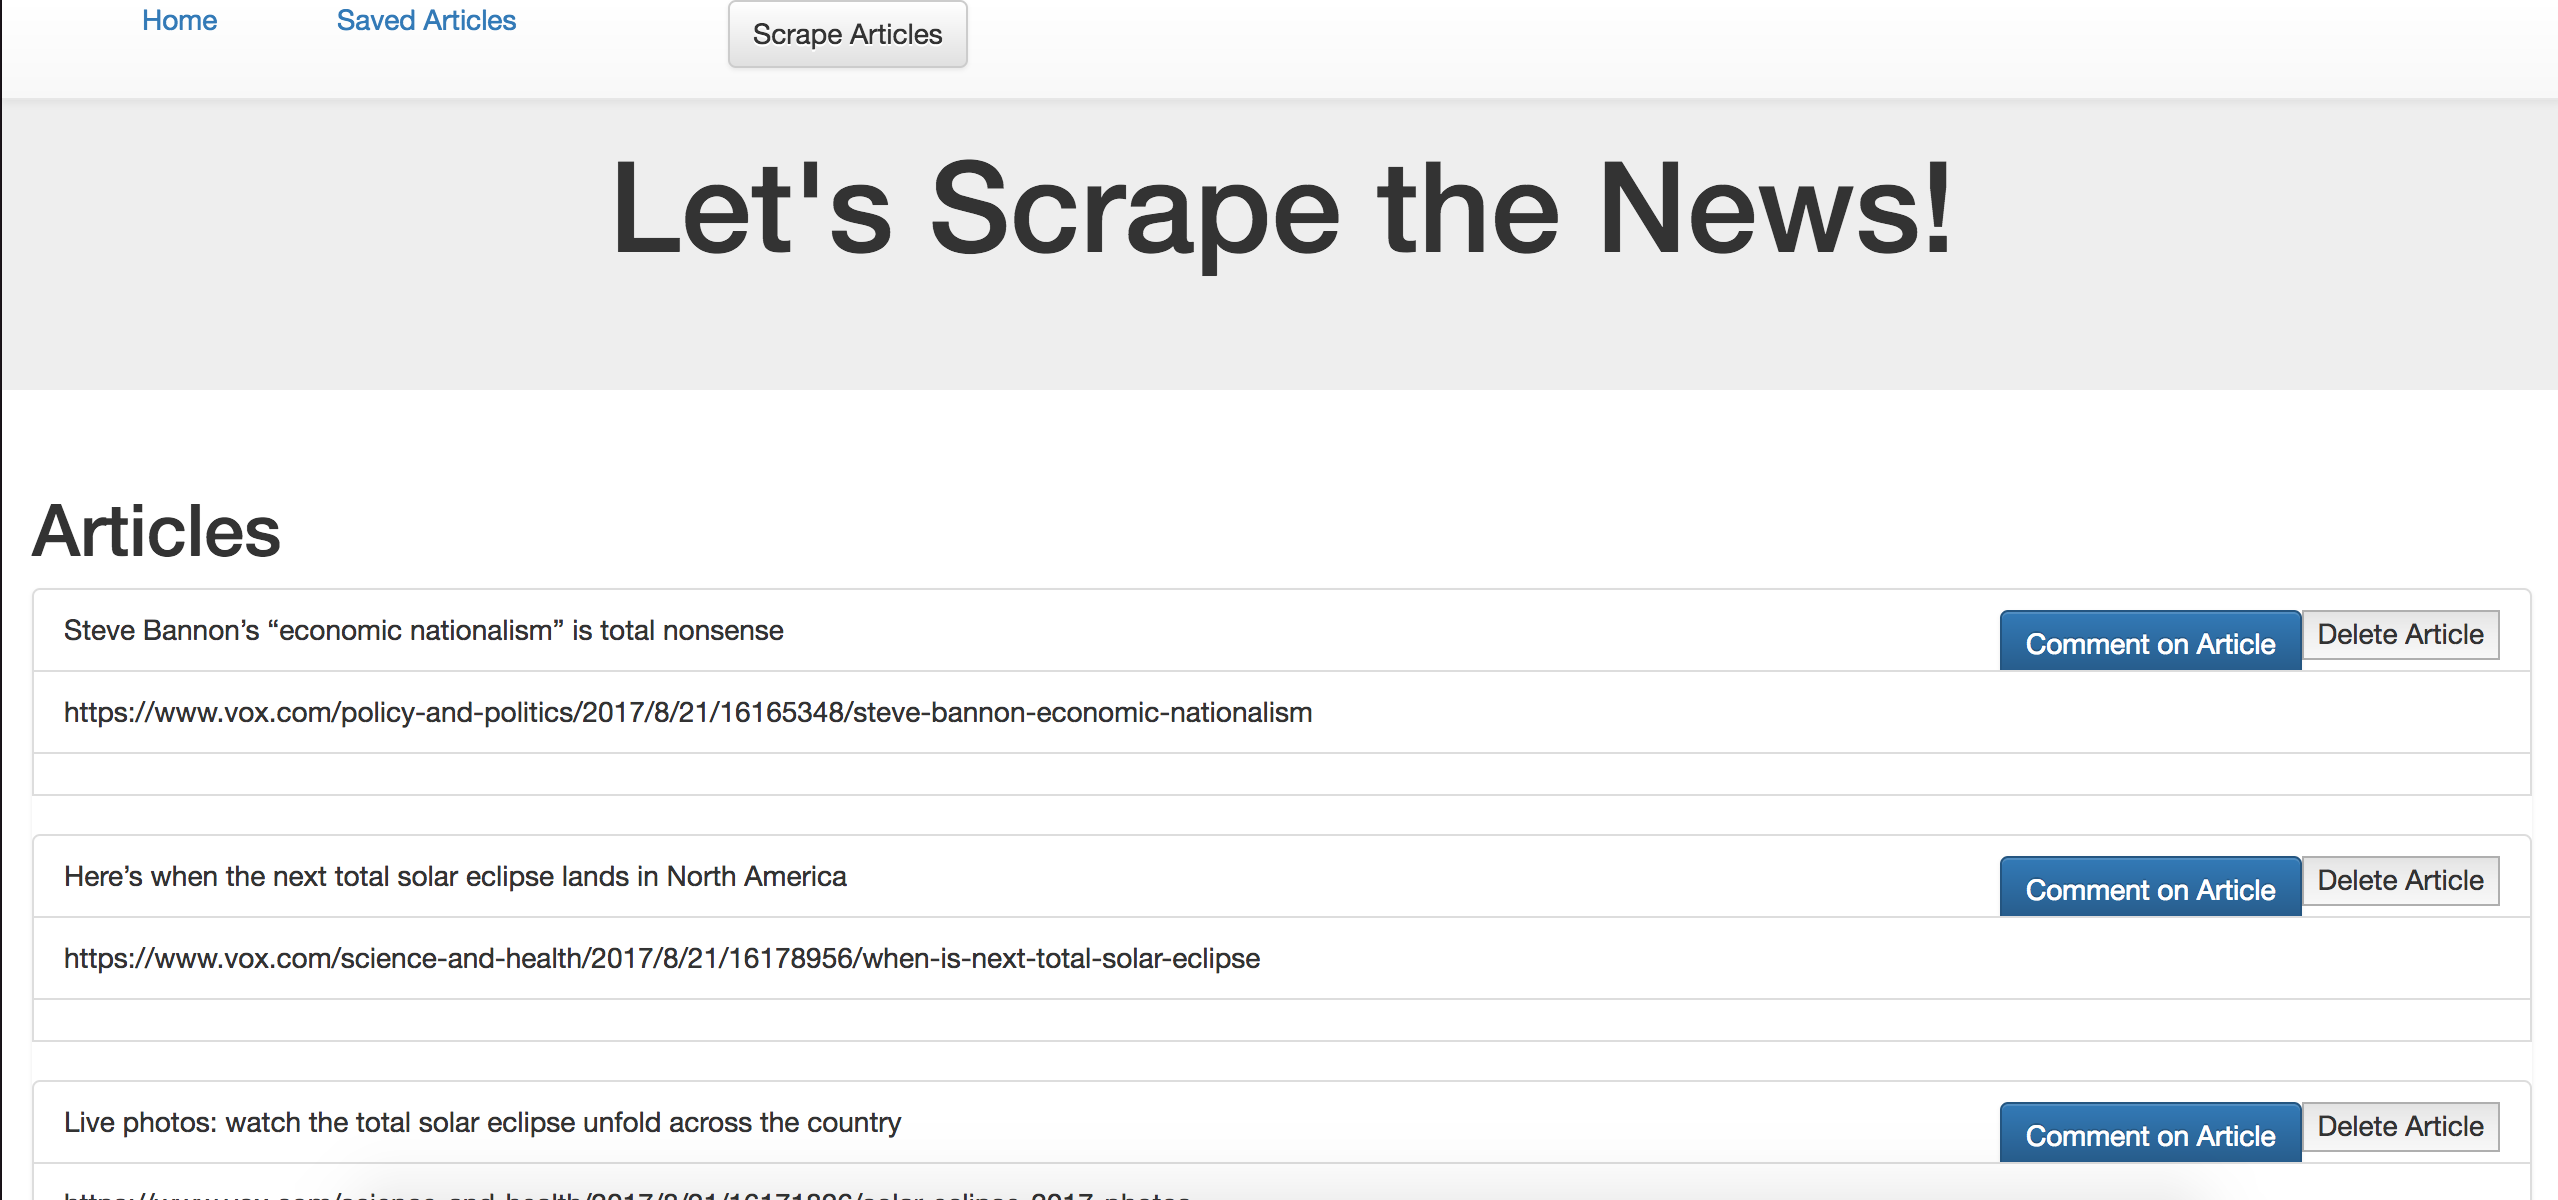 Home Saved Articles Scrape Articles
Let's Scrape the News!
Articles
Steve Bannon’s “economic nationalism” is total nonsense Comment on Article Delete Article
https://www.vox.com/policy-and-politics/2017/8/21/16165348/steve-bannon-economic-nationalism
Here’s when the next total solar eclipse lands in North America Comment on Article Delete Article
https://www.vox.com/science-and-health/2017/8/21/16178956/when-is-next-total-solar-eclipse
Live photos: watch the total solar eclipse unfold across the country Comment on Article Delete Article